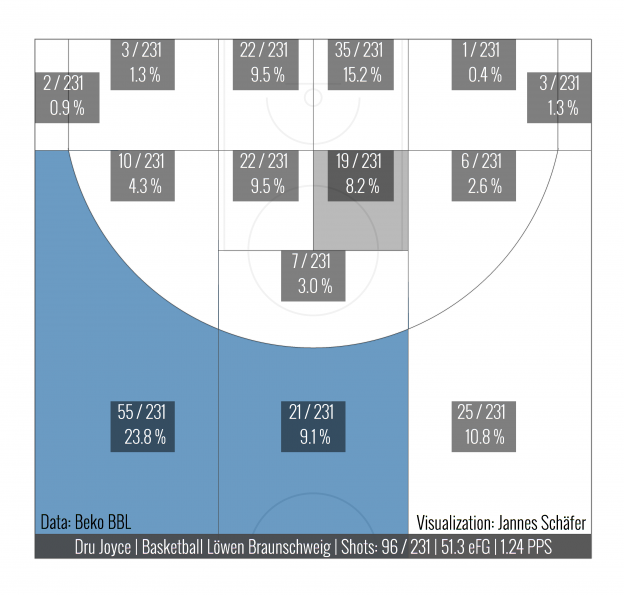 3 / 231
1.3 %
22 / 231
9.5 %
35 / 231
15.2 %
1 / 231
0.4 %
2 / 231
0.9 %
3 / 231
1.3 %
10 / 231
4.3 %
22 / 231
9.5 %
19 / 231
8.2 %
6 / 231
2.6 %
7 / 231
3.0 %
55 / 231
23.8 %
21 / 231
9.1 %
25 / 231
10.8 %
Data: Beko BBL
Visualization: Jannes Schäfer
Dru Joyce | Basketball Löwen Braunschweig | Shots: 96 / 231 | 51.3 eFG | 1.24 PPS